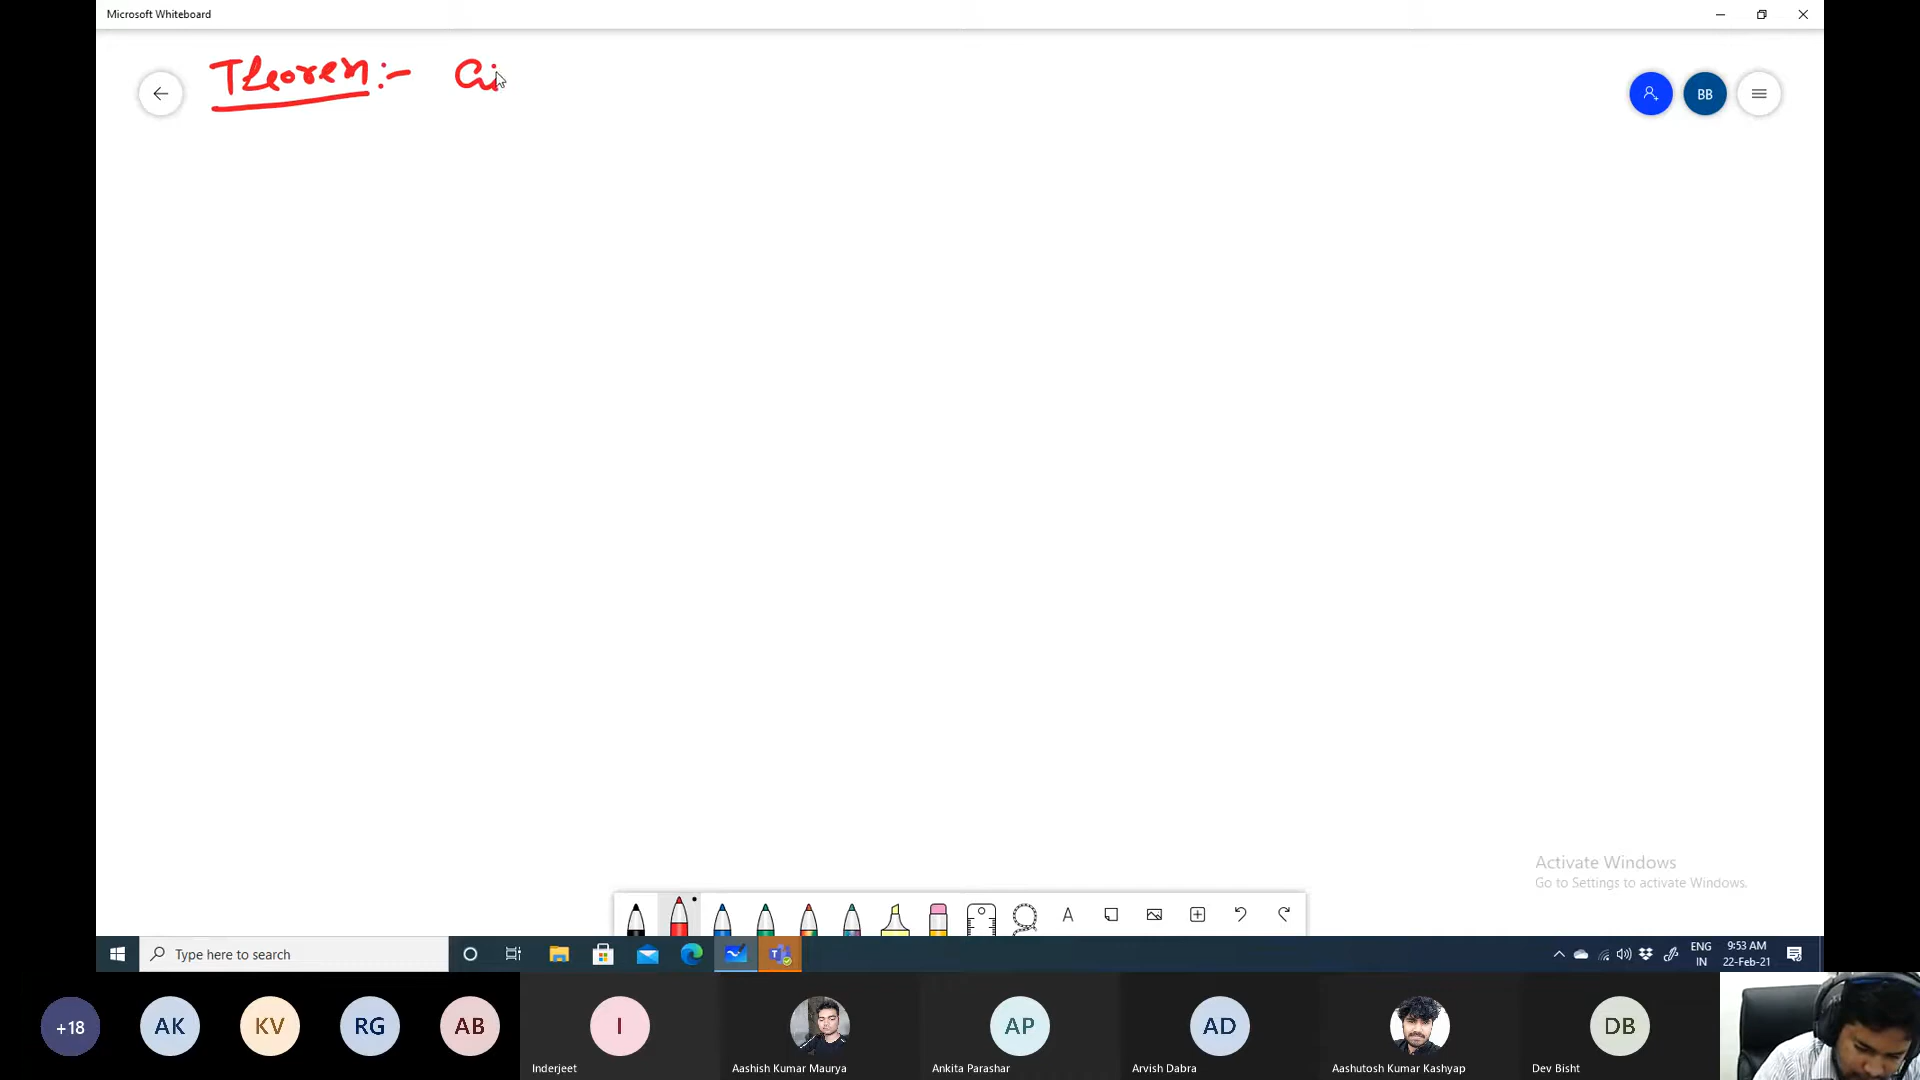 Microsoft Whiteboard
Theorem:- Gi
BB
Activate Windows
Go to Settings to activate Windows.
A
Type here to search
ENG
IN
9:53 AM
22-Feb-21
+18
AK
KV
RG
AB
I
AP
AD
DB
Inderjeet
Aashish Kumar Maurya
Ankita Parashar
Arvish Dabra
Aashutosh Kumar Kashyap
Dev Bisht